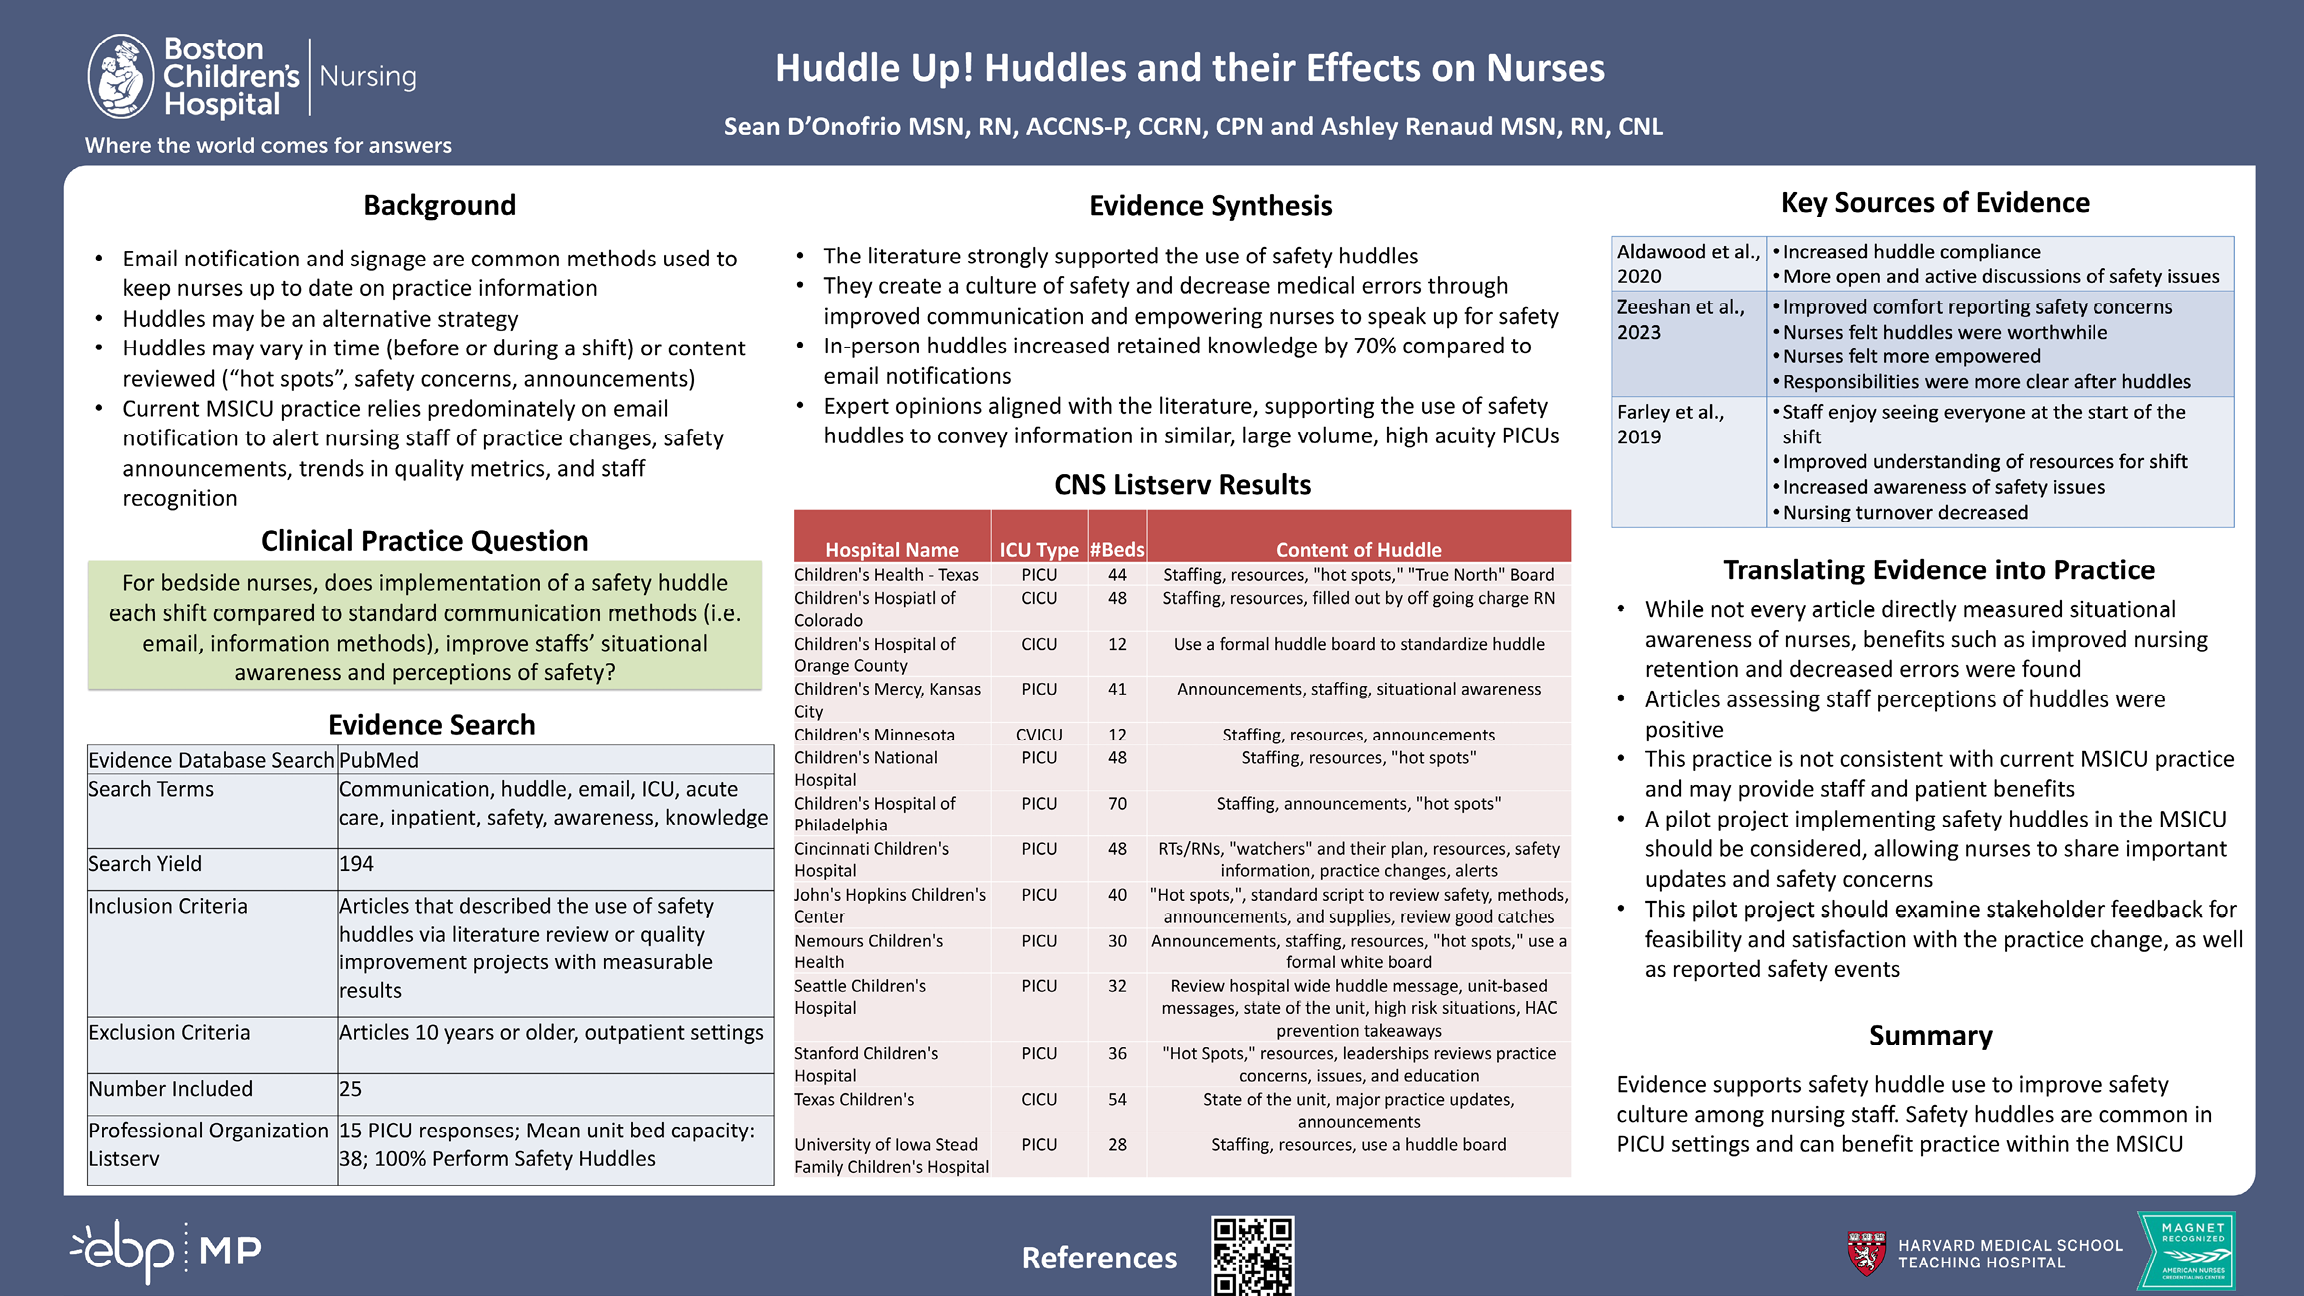 Boston
Children's
Hospital
Nursing
Where the world comes for answers
Huddle Up! Huddles and their Effects on Nurses
Sean D'Onofrio MSN, RN, ACCNS-P, CCRN, CPN and Ashley Renaud MSN, RN, CNL
Background
• Email notification and signage are common methods used to
keep nurses up to date on practice information
• Huddles may be an alternative strategy
• Huddles may vary in time (before or during a shift) or content
reviewed (“hot spots”, safety concerns, announcements)
• Current MSICU practice relies predominately on email
notification to alert nursing staff of practice changes, safety
announcements, trends in quality metrics, and staff
recognition
Clinical Practice Question
For bedside nurses, does implementation of a safety huddle
each shift compared to standard communication methods (i.e.
email, information methods), improve staffs’ situational
awareness and perceptions of safety?
Evidence Search
Evidence Database Search PubMed
Search Terms Communication, huddle, email, ICU, acute
care, inpatient, safety, awareness, knowledge
Search Yield 194
Inclusion Criteria Articles that described the use of safety
huddles via literature review or quality
improvement projects with measurable
results
Exclusion Criteria Articles 10 years or older, outpatient settings
Number Included 25
Professional Organization 15 PICU responses; Mean unit bed capacity:
Listserv 38; 100% Perform Safety Huddles
Evidence Synthesis
• The literature strongly supported the use of safety huddles
• They create a culture of safety and decrease medical errors through
improved communication and empowering nurses to speak up for safety
• In-person huddles increased retained knowledge by 70% compared to
email notifications
• Expert opinions aligned with the literature, supporting the use of safety
huddles to convey information in similar, large volume, high acuity PICUs
CNS Listserv Results
Hospital Name ICU Type #Beds Content of Huddle
Children's Health - Texas PICU 44 Staffing, resources, "hot spots," "True North" Board
Children's Hospiatl of CICU 48 Staffing, resources, filled out by off going charge RN
Colorado
Children's Hospital of CICU 12 Use a formal huddle board to standardize huddle
Orange County
Children's Mercy, Kansas PICU 41 Announcements, staffing, situational awareness
City
Children's Minnesota CVICU 12 Staffing, resources, announcements
Children's National PICU 48 Staffing, resources, "hot spots"
Hospital
Children's Hospital of PICU 70 Staffing, announcements, "hot spots"
Philadelphia
Cincinnati Children's PICU 48 RTs/RNs, "watchers" and their plan, resources, safety
Hospital information, practice changes, alerts
John's Hopkins Children's PICU 40 "Hot spots,", standard script to review safety, methods,
Center announcements, and supplies, review good catches
Nemours Children's PICU 30 Announcements, staffing, resources, "hot spots," use a
Health formal white board
Seattle Children's PICU 32 Review hospital wide huddle message, unit-based
Hospital messages, state of the unit, high risk situations, HAC
prevention takeaways
Stanford Children's PICU 36 "Hot Spots," resources, leaderships reviews practice
Hospital concerns, issues, and education
Texas Children's CICU 54 State of the unit, major practice updates,
announcements
University of Iowa Stead PICU 28 Staffing, resources, use a huddle board
Family Children's Hospital
Key Sources of Evidence
Aldawood et al., • Increased huddle compliance
2020 • More open and active discussions of safety issues
Zeeshan et al., • Improved comfort reporting safety concerns
2023 • Nurses felt huddles were worthwhile
• Nurses felt more empowered
• Responsibilities were more clear after huddles
Farley et al., • Staff enjoy seeing everyone at the start of the
2019 shift
• Improved understanding of resources for shift
• Increased awareness of safety issues
• Nursing turnover decreased
Translating Evidence into Practice
• While not every article directly measured situational
awareness of nurses, benefits such as improved nursing
retention and decreased errors were found
• Articles assessing staff perceptions of huddles were
positive
• This practice is not consistent with current MSICU practice
and may provide staff and patient benefits
• A pilot project implementing safety huddles in the MSICU
should be considered, allowing nurses to share important
updates and safety concerns
• This pilot project should examine stakeholder feedback for
feasibility and satisfaction with the practice change, as well
as reported safety events
Summary
Evidence supports safety huddle use to improve safety
culture among nursing staff. Safety huddles are common in
PICU settings and can benefit practice within the MSICU
ebp MP
References
HARVARD MEDICAL SCHOOL
TEACHING HOSPITAL
MAGNET
RECOGNIZED
AMERICAN NURSES
CREDENTIALING CENTER